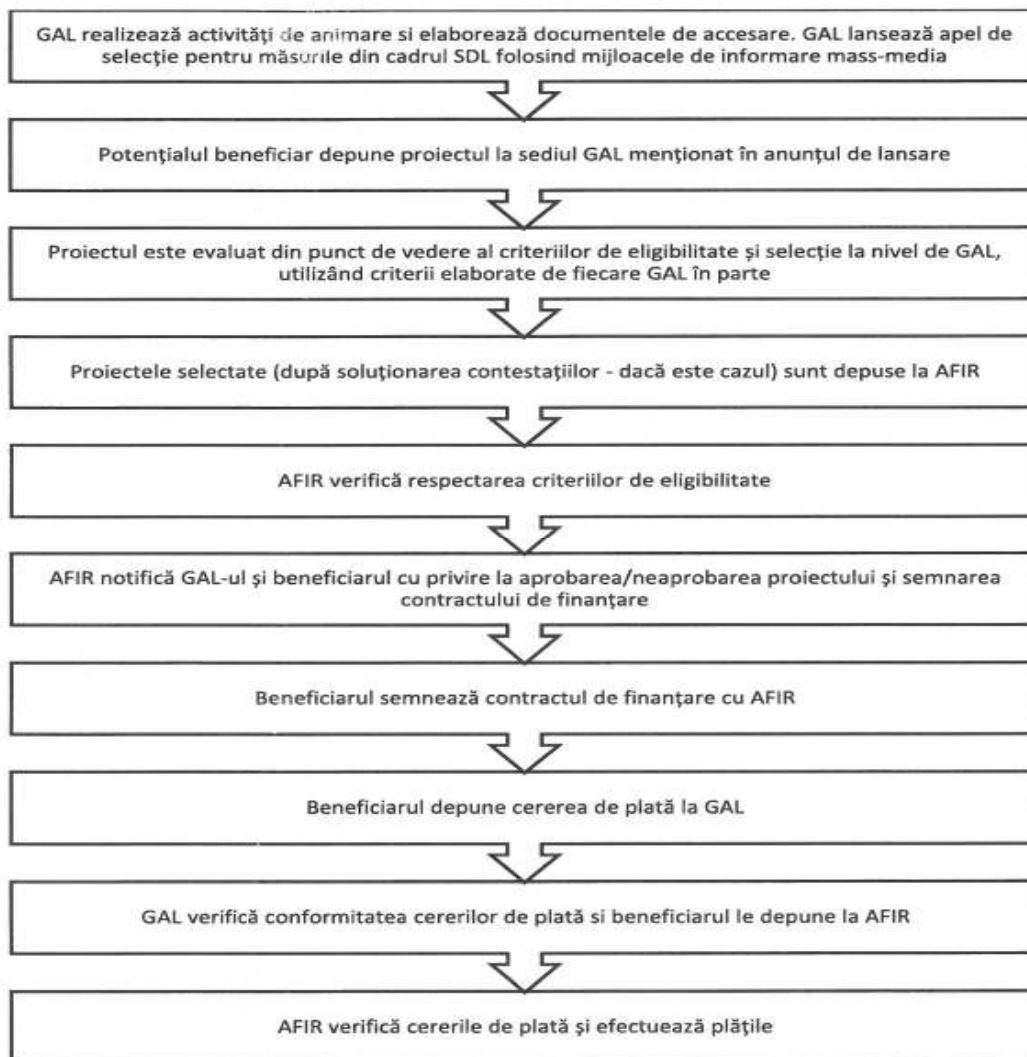 GAL realizează activități de animare si elaborează documentele de accesare. GAL lansează apel de
selecție pentru măsurile din cadrul SDL folosind mijloacele de informare mass-media
Potențialul beneficiar depune proiectul la sediul GAL menționat în anunțul de lansare
Proiectul este evaluat din punct de vedere al criteriilor de eligibilitate și selecție la nivel de GAL,
utilizând criterii elaborate de fiecare GAL în parte
Proiectele selectate (după soluționarea contestațiilor - dacă este cazul) sunt depuse la AFIR
AFIR verifică respectarea criteriilor de eligibilitate
AFIR notifică GAL-ul și beneficiarul cu privire la aprobarea/neaprobarea proiectului și semnarea
contractului de finanțare
Beneficiarul semnează contractul de finanțare cu AFIR
Beneficiarul depune cererea de plată la GAL
GAL verifică conformitatea cererilor de plată si beneficiarul le depune la AFIR
AFIR verifică cererile de plată și efectuează plățile